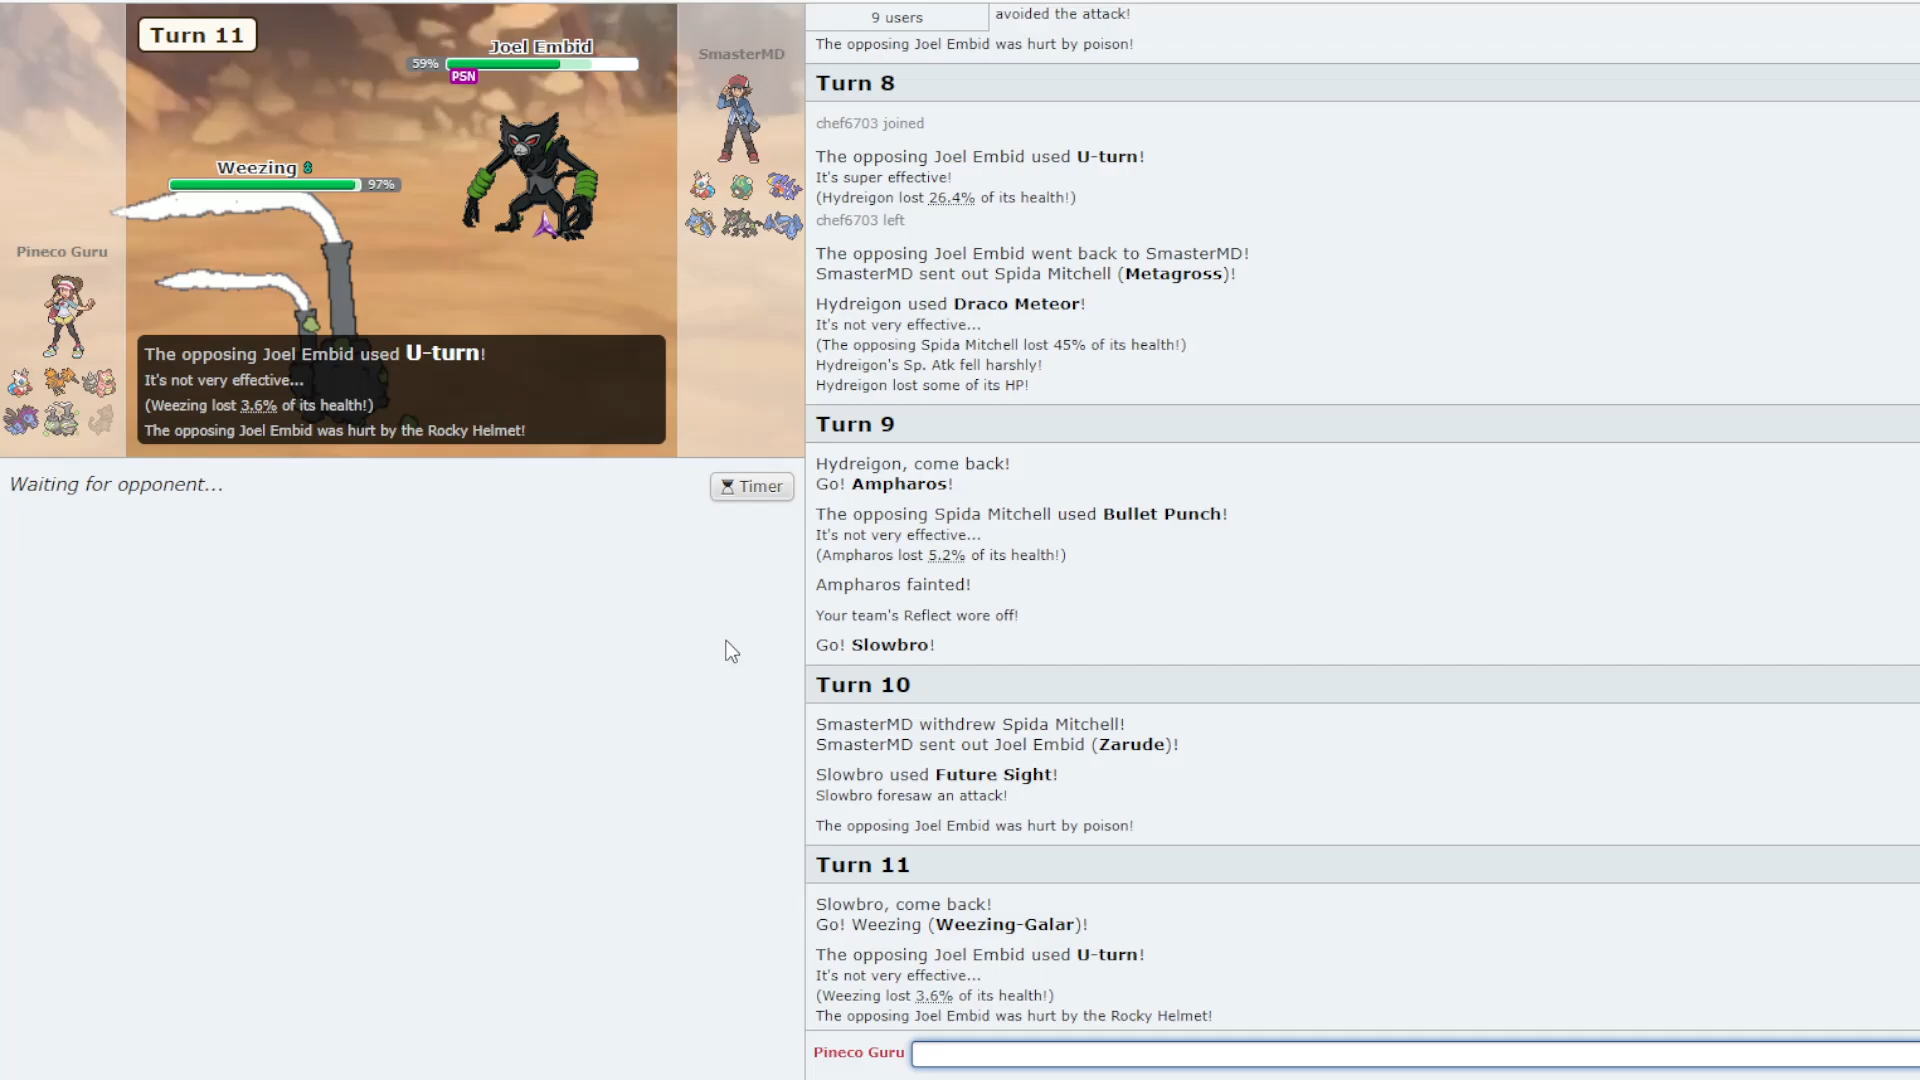 Turn 11
Joel Embid
59%
PSN
Weezing
97%
SmasterMD
Pineco Guru
The opposing Joel Embid used U-turn!
It's not very effective...
(Weezing lost 3.6% of its health!)
The opposing Joel Embid was hurt by the Rocky Helmet!
Waiting for opponent...
Timer
9 users
avoided the attack!
The opposing Joel Embid was hurt by poison!
Turn 8
chef6703 joined
The opposing Joel Embid used U-turn!
It's super effective!
(Hydreigon lost 26.4% of its health!)
chef6703 left
The opposing Joel Embid went back to SmasterMD!
SmasterMD sent out Spida Mitchell (Metagross)!
Hydreigon used Draco Meteor!
It's not very effective...
(The opposing Spida Mitchell lost 45% of its health!)
Hydreigon's Sp. Atk fell harshly!
Hydreigon lost some of its HP!
Turn 9
Hydreigon, come back!
Go! Ampharos!
The opposing Spida Mitchell used Bullet Punch!
It's not very effective...
(Ampharos lost 5.2% of its health!)
Ampharos fainted!
Your team's Reflect wore off!
Go! Slowbro!
Turn 10
SmasterMD withdrew Spida Mitchell!
SmasterMD sent out Joel Embid (Zarude)!
Slowbro used Future Sight!
Slowbro foresaw an attack!
The opposing Joel Embid was hurt by poison!
Turn 11
Slowbro, come back!
Go! Weezing (Weezing-Galar)!
The opposing Joel Embid used U-turn!
It's not very effective...
(Weezing lost 3.6% of its health!)
The opposing Joel Embid was hurt by the Rocky Helmet!
Pineco Guru